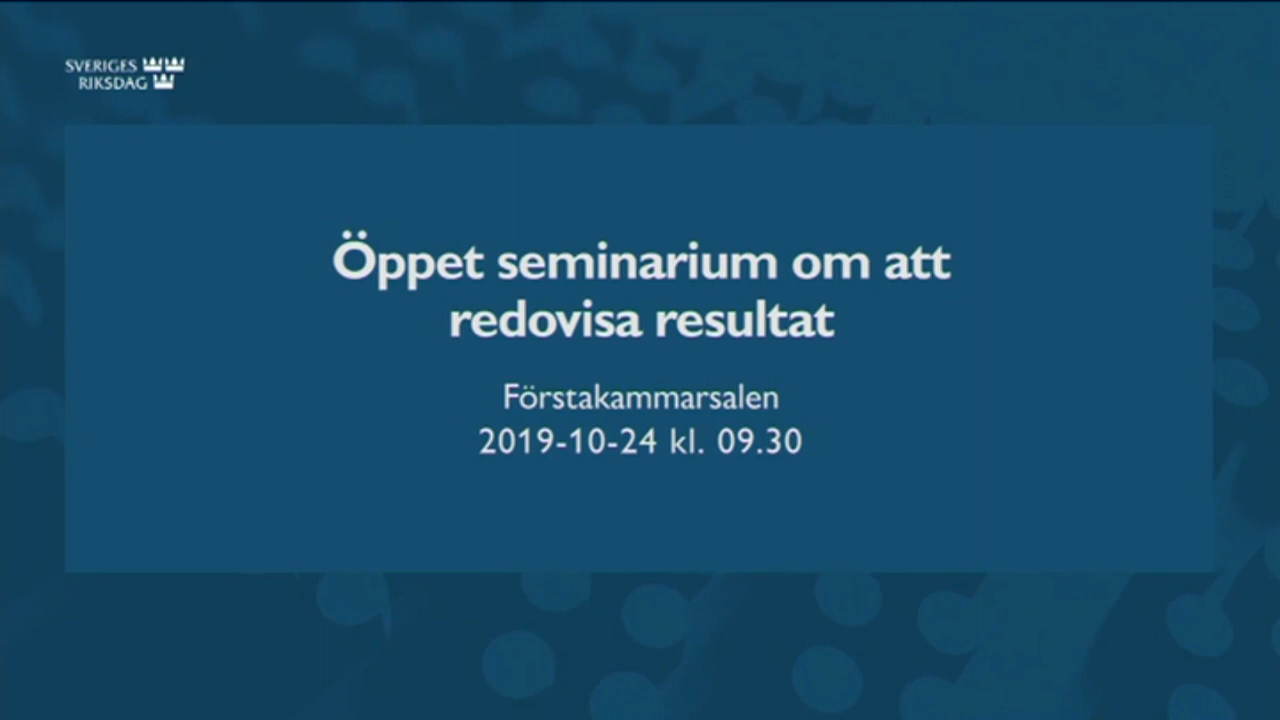 SVERIGES
RIKSDAG
Öppet seminarium om att
redovisa resultat
Förstakammarsalen
2019-10-24 kl. 09.30